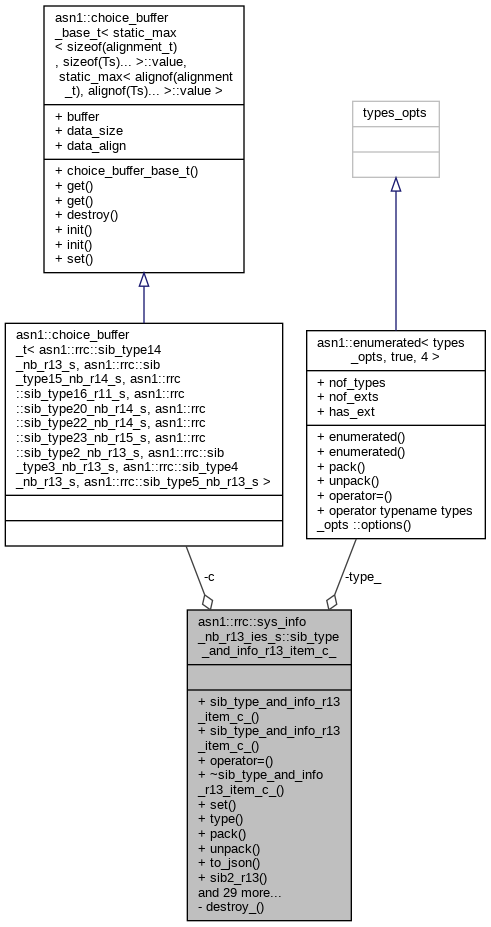 asn1::choice_buffer
_base_t< static_max
< sizeof(alignment_t)
, sizeof(Ts)... >::value,
static_max< alignof(alignment
_t), alignof(Ts)... >::value >
+ buffer
+ data_size
+ data_align
+ choice_buffer_base_t()
+ get()
+ get()
+ destroy()
+ init()
+ init()
+ set()
types_opts
asn1::choice_buffer
_t< asn1::rrc::sib_type14
_nb_r13_s, asn1::rrc::sib
_type15_nb_r14_s, asn1::rrc
::sib_type16_r11_s, asn1::rrc
::sib_type20_nb_r14_s, asn1::rrc
::sib_type22_nb_r14_s, asn1::rrc
::sib_type23_nb_r15_s, asn1::rrc
::sib_type2_nb_r13_s, asn1::rrc::sib
_type3_nb_r13_s, asn1::rrc::sib_type4
_nb_r13_s, asn1::rrc::sib_type5_nb_r13_s >
asn1::enumerated< types
_opts, true, 4 >
+ nof_types
+ nof_exts
+ has_ext
+ enumerated()
+ enumerated()
+ pack()
+ unpack()
+ operator=()
+ operator typename types
_opts ::options()
-c
-type_
asn1::rrc::sys_info
_nb_r13_ies_s::sib_type
_and_info_r13_item_c_
+ sib_type_and_info_r13
_item_c_()
+ sib_type_and_info_r13
_item_c_()
+ operator=()
+ ~sib_type_and_info
_r13_item_c_()
+ set()
+ type()
+ pack()
+ unpack()
+ to_json()
+ sib2_r13()
and 29 more...
- destroy_()